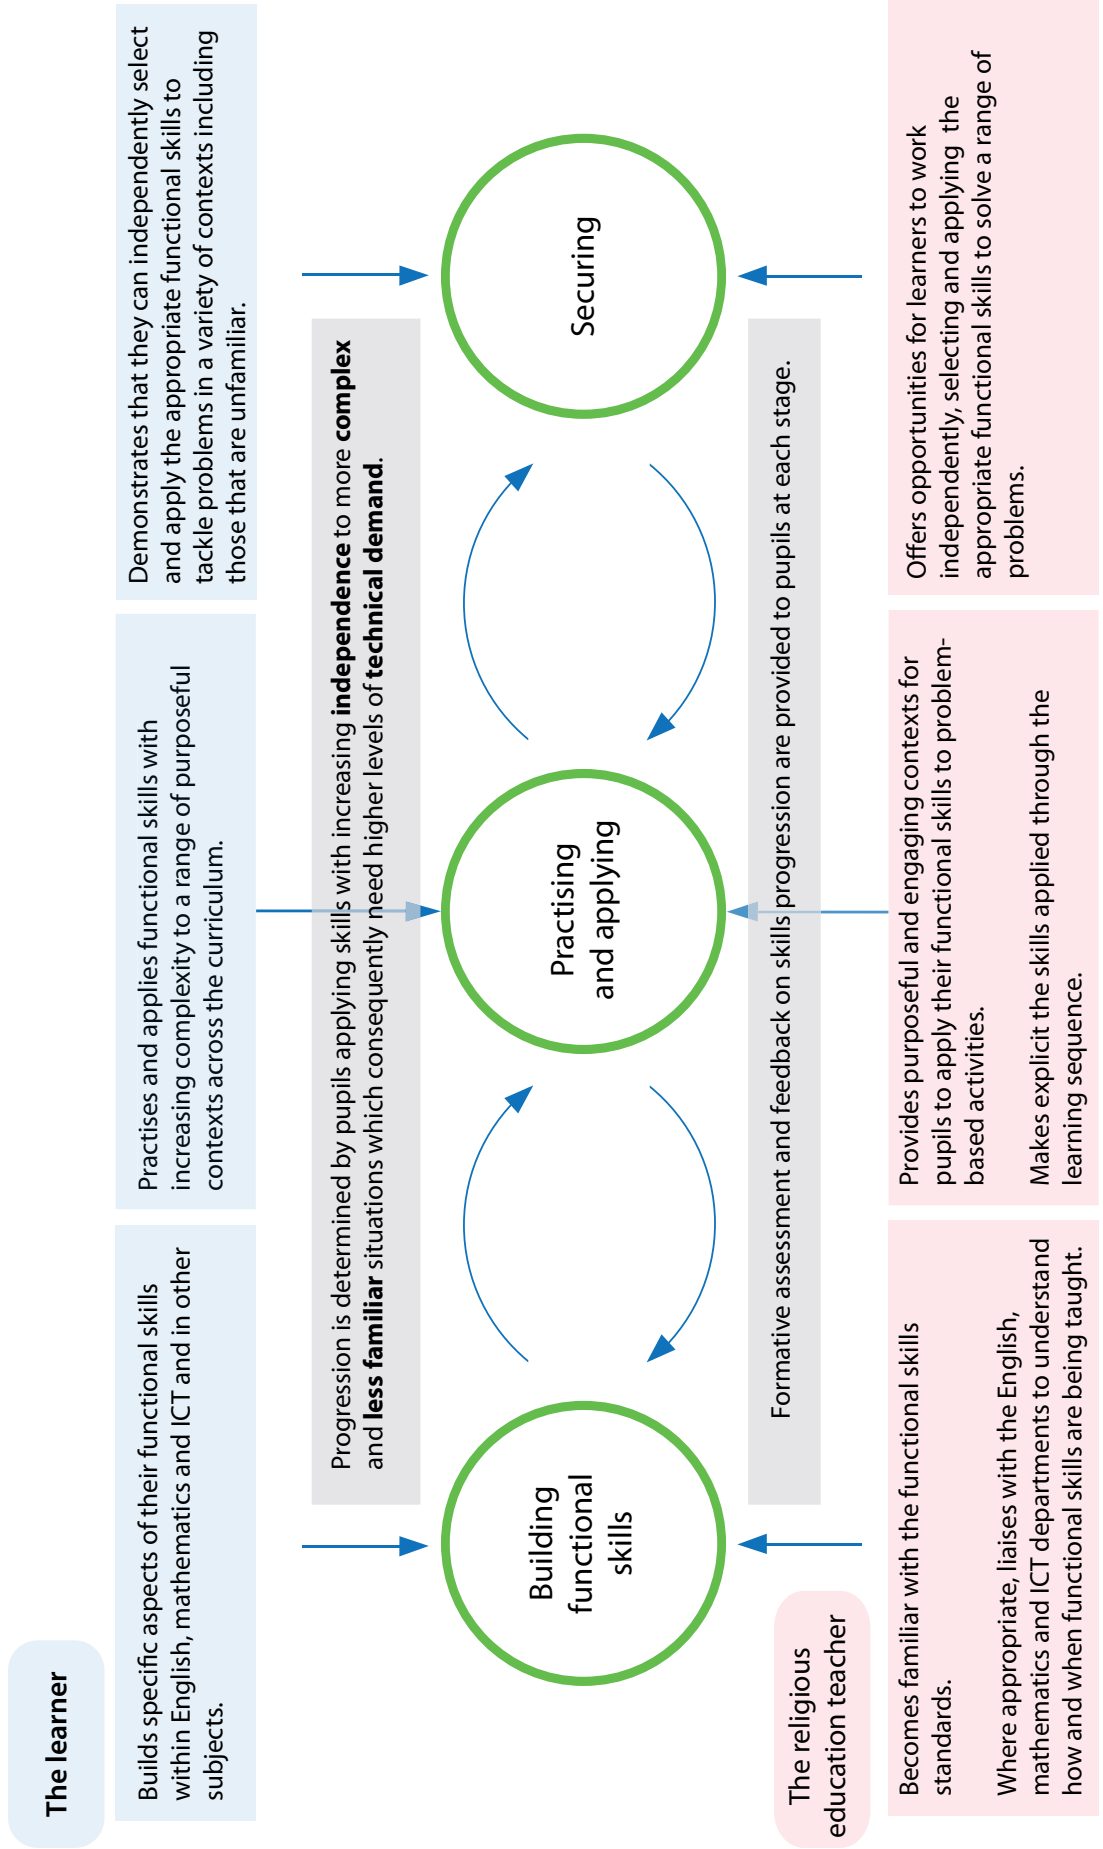 The learner
Builds specific aspects of their functional skills
within English, mathematics and ICT and in other
subjects.
Practises and applies functional skills with
increasing complexity to a range of purposeful
contexts across the curriculum.
Demonstrates that they can independently select
and apply the appropriate functional skills to
tackle problems in a variety of contexts including
those that are unfamiliar.
Progression is determined by pupils applying skills with increasing independence to more complex
and less familiar situations which consequently need higher levels of technical demand.
Building
functional
skills
Practising
and applying
Securing
Formative assessment and feedback on skills progression are provided to pupils at each stage.
The religious
education teacher
Becomes familiar with the functional skills
standards.
Where appropriate, liaises with the English,
mathematics and ICT departments to understand
how and when functional skills are being taught.
Provides purposeful and engaging contexts for
pupils to apply their functional skills to problem-
based activities.
Makes explicit the skills applied through the
learning sequence.
Offers opportunities for learners to work
independently, selecting and applying the
appropriate functional skills to solve a range of
problems.